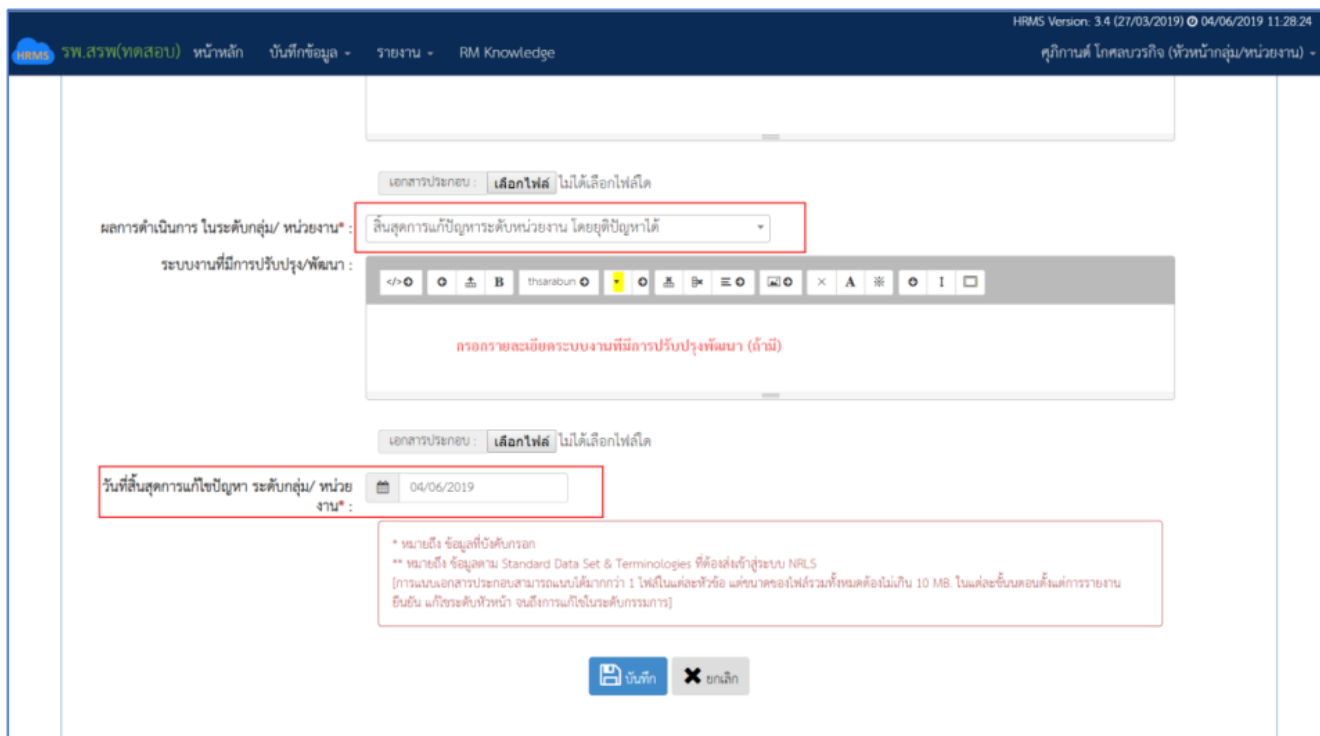 HRMS Version: 3.4 (27/03/2019) 04/06/2019 11:28:24
HRMS รพ.สรพ(ทดสอบ) หน้าหลัก บันทึกข้อมูล รายงาน RM Knowledge ศุภิกานต์ โกศลบวรกิจ (หัวหน้ากลุ่ม/หน่วยงาน)
เอกสารประกอบ : เลือกไฟล์ ไม่ได้เลือกไฟล์ใด
ผลการดำเนินการ ในระดับกลุ่ม/ หน่วยงาน* : สิ้นสุดการแก้ปัญหาระดับหน่วยงาน โดยยุติปัญหาได้
ระบบงานที่มีการปรับปรุง/พัฒนา :
B thsarabun A I
กรอกรายละเอียดระบบงานที่มีการปรับปรุงพัฒนา (ถ้ามี)
เอกสารประกอบ : เลือกไฟล์ ไม่ได้เลือกไฟล์ใด
วันที่สิ้นสุดการแก้ไขปัญหา ระดับกลุ่ม/ หน่วย 04/06/2019
งาน* :
* หมายถึง ข้อมูลที่บังคับกรอก
** หมายถึง ข้อมูลตาม Standard Data Set & Terminologies ที่ต้องส่งเข้าสู่ระบบ NRLS
[การแนบเอกสารประกอบสามารถแนบได้มากกว่า 1 ไฟล์ในแต่ละหัวข้อ แต่ขนาดของไฟล์รวมทั้งหมดต้องไม่เกิน 10 MB. ในแต่ละขั้นตอนตั้งแต่การรายงาน
ยืนยัน แก้ไขระดับหัวหน้า จนถึงการแก้ไขในระดับกรรมการ]
บันทึก ยกเลิก